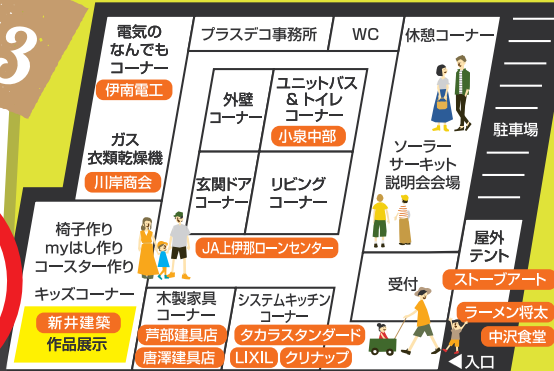 3
電気の
なんでも
コーナー
伊南電工
プラスデコ事務所
WC
休憩コーナー
外壁
コーナー
ユニットバス
&トイレ
コーナー
小泉中部
駐車場
ガス
衣類乾燥機
川岸商会
玄関ドア
コーナー
リビング
コーナー
ソーラー
サーキット
説明会会場
椅子作り
myはし作り
コースター作り
キッズコーナー
新井建築
作品展示
JA上伊那ローンセンター
木製家具
コーナー
芦部建具店
唐澤建具店
システムキッチン
コーナー
タカラスタンダード
LIXIL
クリナップ
受付
屋外
テント
ストーブアート
ラーメン将太
中沢食堂
◀入口